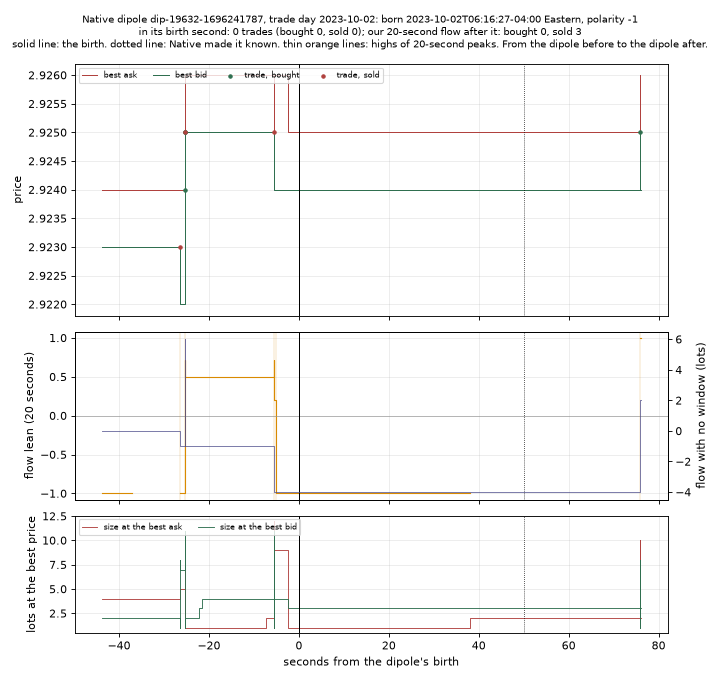 Native dipole dip-19632-1696241787, trade day 2023-10-02: born 2023-10-02T06:16:27-04:00 Eastern, polarity -1
in its birth second: 0 trades (bought 0, sold 0); our 20-second flow after it: bought 0, sold 3
solid line: the birth. dotted line: Native made it known. thin orange lines: highs of 20-second peaks. From the dipole before to the dipole after.
best ask best bid trade, bought trade, sold
2.9260
2.9255
2.9250
2.9245
2.9240
2.9235
2.9230
2.9225
2.9220
price
1.0
0.5
0.0
−0.5
−1.0
flow lean (20 seconds)
6
4
2
0
−2
−4
flow with no window (lots)
size at the best ask size at the best bid
12.5
10.0
7.5
5.0
2.5
lots at the best price
−40 −20 0 20 40 60 80
seconds from the dipole's birth